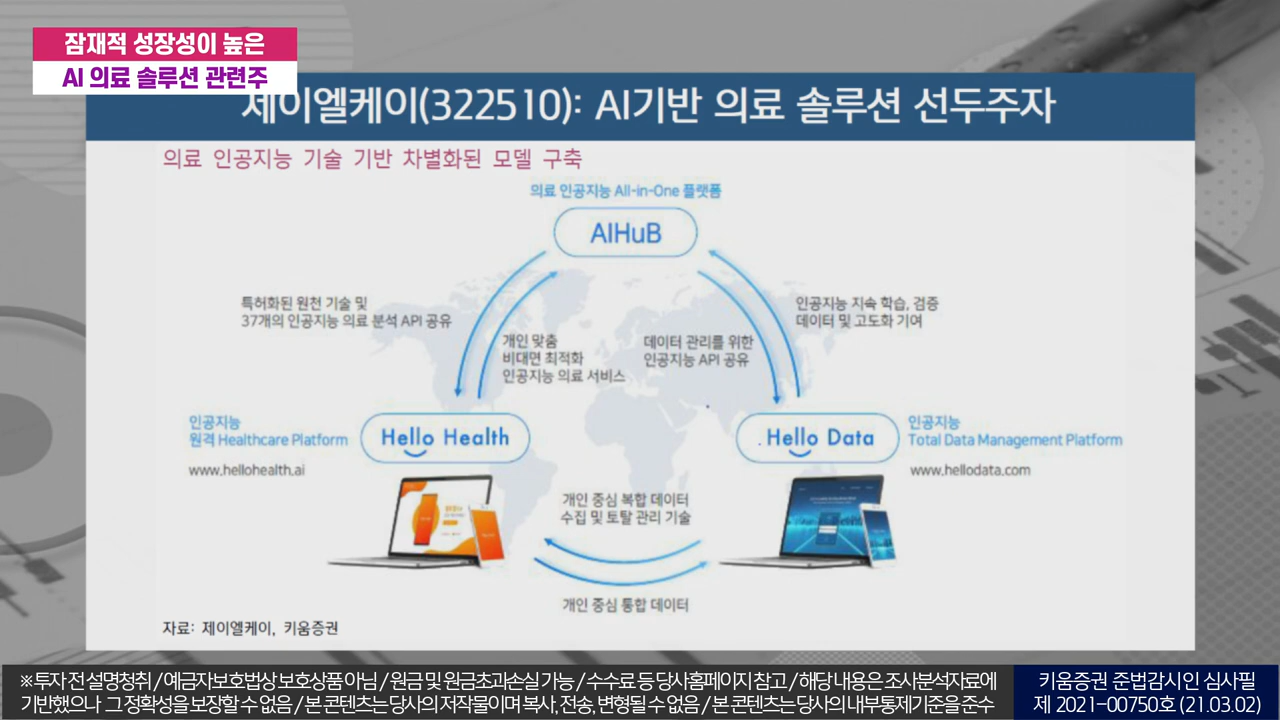 잠재적 성장성이 높은
AI 의료 솔루션 관련주
제이엘케이(322510): AI기반 의료 솔루션 선두주자
의료 인공지능 기술 기반 차별화된 모델 구축
의료 인공지능 All-in-One 플랫폼
AIHuB
특허화된 원천 기술 및
37개의 인공지능 의료 분석 API 공유
인공지능 지속 학습, 검증
데이터 및 고도화 기여
개인 맞춤
비대면 최적화
인공지능 의료 서비스
데이터 관리를 위한
인공지능 API 공유
인공지능
원격 Healthcare Platform
www.hellohealth.ai
Hello Health
Hello Data
인공지능
Total Data Management Platform
www.hellodata.com
개인 중심 복합 데이터
수집 및 토탈 관리 기술
개인 중심 통합 데이터
자료: 제이엘케이, 키움증권
※ 투자 전 설명청취 / 예금자보호법상 보호상품 아님 / 원금 및 원금초과손실 가능 / 수수료 등 당사홈페이지 참고 / 해당 내용은 조사분석자료에
기반했으나 그 정확성을 보장할 수 없음 / 본 콘텐츠는 당사의 저작물이며 복사, 전송, 변형될 수 없음 / 본 콘텐츠는 당사의 내부통제기준을 준수
키움증권 준법감시인 심사필
제 2021-00750호 (21.03.02)